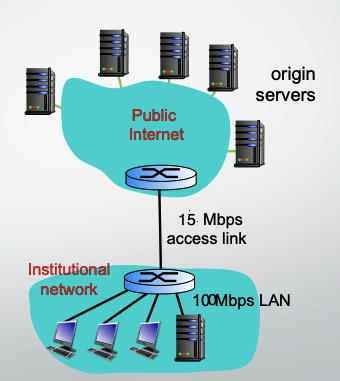 origin
servers
Public
Internet
15 Mbps
access link
Institutional
network
100Mbps LAN